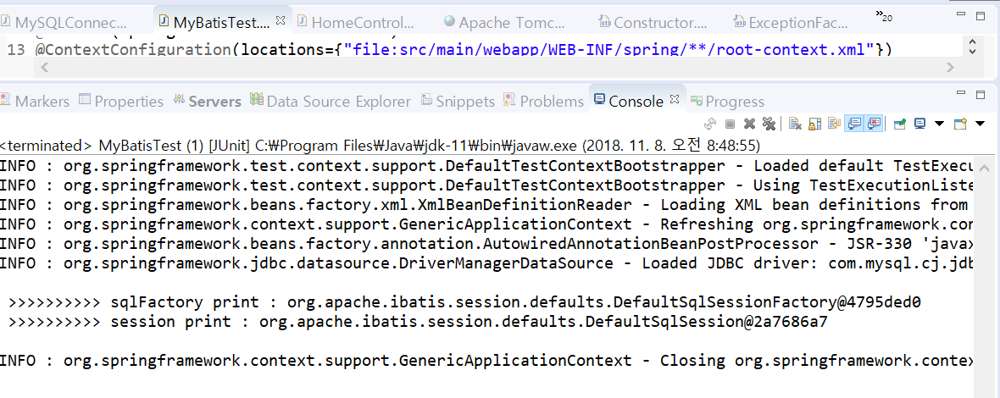 MySQLConnec... MyBatisTest.... HomeControl... Apache Tomc... Constructor.... ExceptionFac... »20
13 @ContextConfiguration(locations={"file:src/main/webapp/WEB-INF/spring/**/root-context.xml"})
Markers Properties Servers Data Source Explorer Snippets Problems Console Progress
<terminated> MyBatisTest (1) [JUnit] C:₩Program Files₩Java₩jdk-11₩bin₩javaw.exe (2018. 11. 8. 오전 8:48:55)
INFO : org.springframework.test.context.support.DefaultTestContextBootstrapper - Loaded default TestExecu
INFO : org.springframework.test.context.support.DefaultTestContextBootstrapper - Using TestExecutionListe
INFO : org.springframework.beans.factory.xml.XmlBeanDefinitionReader - Loading XML bean definitions from
INFO : org.springframework.context.support.GenericApplicationContext - Refreshing org.springframework.con
INFO : org.springframework.beans.factory.annotation.AutowiredAnnotationBeanPostProcessor - JSR-330 'javax
INFO : org.springframework.jdbc.datasource.DriverManagerDataSource - Loaded JDBC driver: com.mysql.cj.jdb
>>>>>>>>>> sqlFactory print : org.apache.ibatis.session.defaults.DefaultSqlSessionFactory@4795ded0
>>>>>>>>>> session print : org.apache.ibatis.session.defaults.DefaultSqlSession@2a7686a7
INFO : org.springframework.context.support.GenericApplicationContext - Closing org.springframework.contex